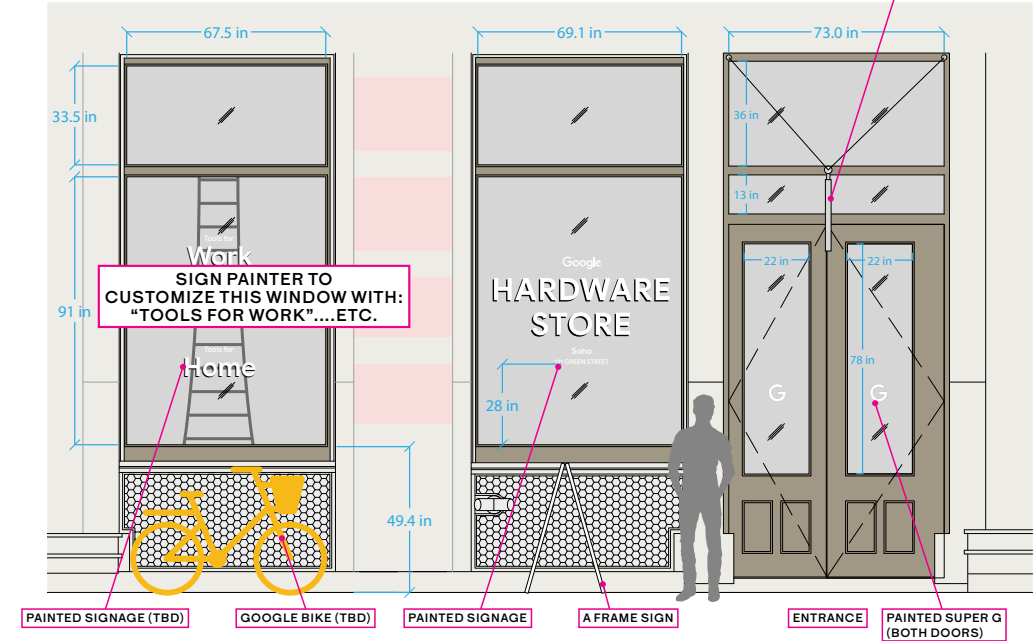 67.5 in
69.1 in
73.0 in
33.5 in
36 in
13 in
Tools for
Work
SIGN PAINTER TO
CUSTOMIZE THIS WINDOW WITH:
“TOOLS FOR WORK”....ETC.
91 in
Tools for
Home
Google
HARDWARE
STORE
Soho
GREEN STREET
28 in
22 in
22 in
78 in
G
G
49.4 in
PAINTED SIGNAGE (TBD)
GOOGLE BIKE (TBD)
PAINTED SIGNAGE
A FRAME SIGN
ENTRANCE
PAINTED SUPER G
(BOTH DOORS)